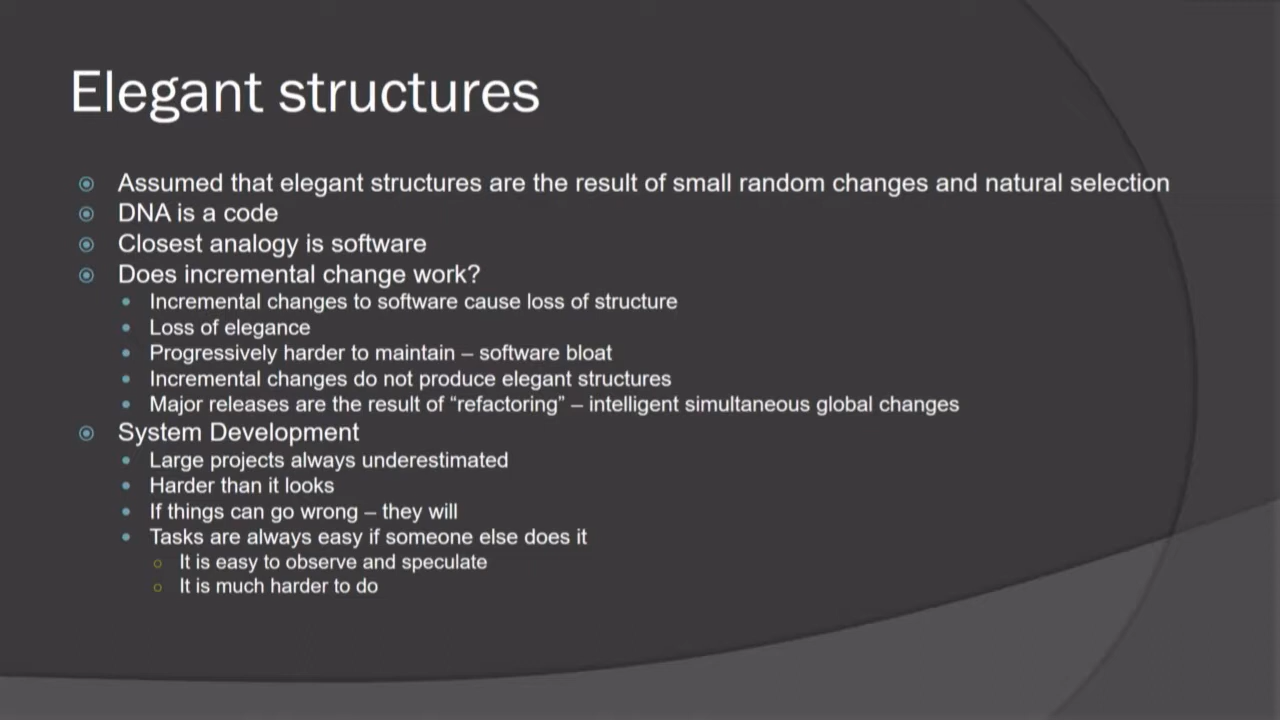 Elegant structures
Assumed that elegant structures are the result of small random changes and natural selection
DNA is a code
Closest analogy is software
Does incremental change work?
Incremental changes to software cause loss of structure
Loss of elegance
Progressively harder to maintain – software bloat
Incremental changes do not produce elegant structures
Major releases are the result of “refactoring” – intelligent simultaneous global changes
System Development
Large projects always underestimated
Harder than it looks
If things can go wrong – they will
Tasks are always easy if someone else does it
It is easy to observe and speculate
It is much harder to do